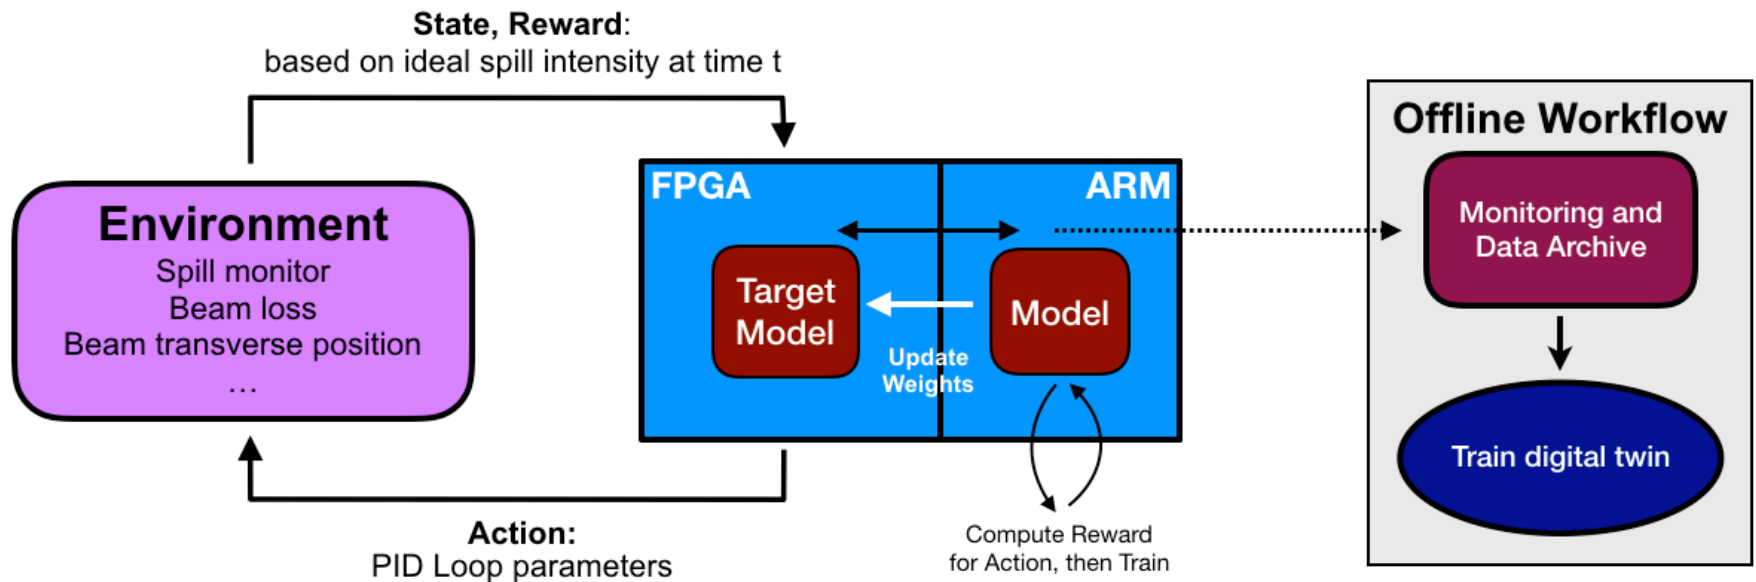 State, Reward:
based on ideal spill intensity at time t
Environment
Spill monitor
Beam loss
Beam transverse position
...
FPGA
ARM
Target
Model
Model
Update
Weights
Compute Reward
for Action, then Train
Action:
PID Loop parameters
Offline Workflow
Monitoring and
Data Archive
Train digital twin